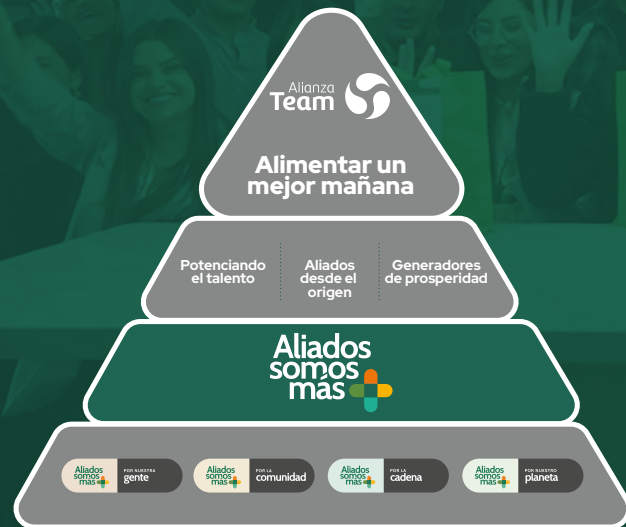 Alianza
Team
Alimentar un
mejor mañana
Potenciando
el talento
Aliados
desde el
origen
Generadores
de prosperidad
Aliados
somos
más
Aliados
somos
más
POR NUESTRA
gente
Aliados
somos
más
POR LA
comunidad
Aliados
somos
más
POR LA
cadena
Aliados
somos
más
POR NUESTRO
planeta